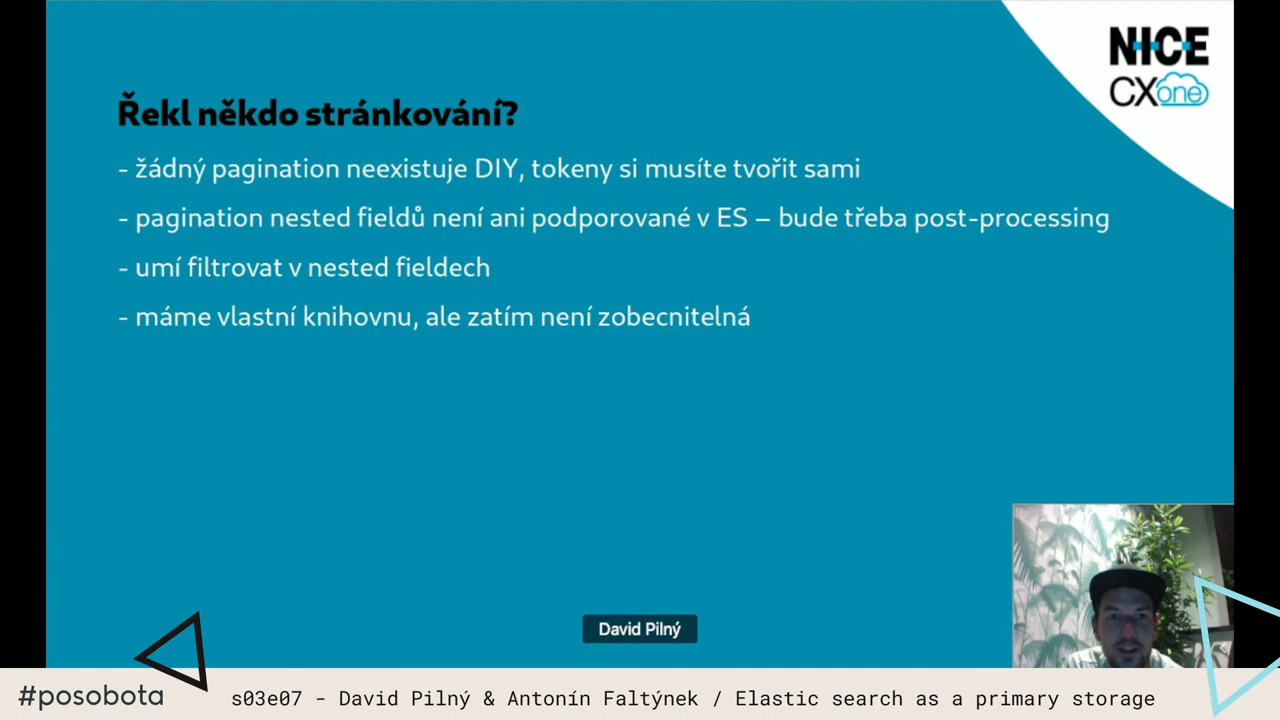 NICE
CXone
Řekl někdo stránkování?
- žádný pagination neexistuje DIY, tokeny si musíte tvořit sami
- pagination nested fieldů není ani podporované v ES – bude třeba post-processing
- umí filtrovat v nested fieldech
- máme vlastní knihovnu, ale zatím není zobecnitelná
David Pilný
#posobota
s03e07 - David Pilný & Antonín Faltýnek / Elastic search as a primary storage